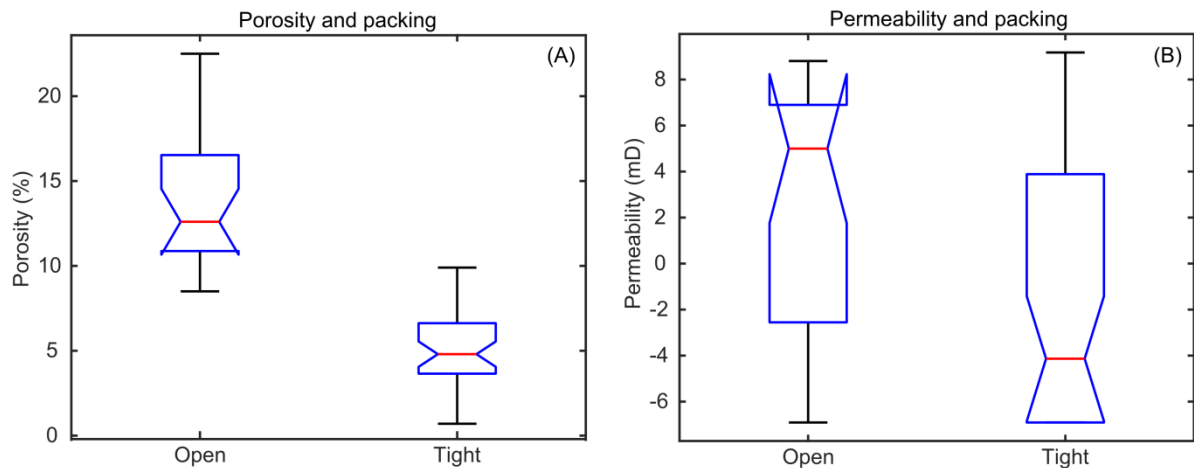 Porosity and packing
(A)
Porosity (%)
20
15
10
5
0
Open Tight
Permeability and packing
(B)
Permeability (mD)
8
6
4
2
0
-2
-4
-6
Open Tight